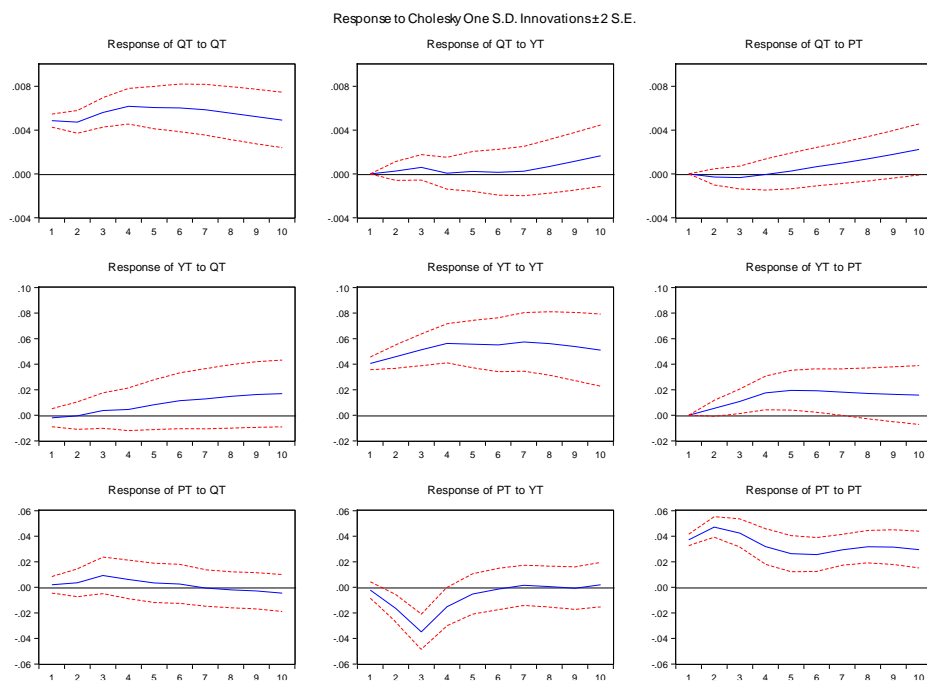 Response to Cholesky One S.D. Innovations ± 2 S.E.
Response of QT to QT
Response of QT to YT
Response of QT to PT
.008
.004
.000
-.004
1 2 3 4 5 6 7 8 9 10
.008
.004
.000
-.004
1 2 3 4 5 6 7 8 9 10
.008
.004
.000
-.004
1 2 3 4 5 6 7 8 9 10
Response of YT to QT
Response of YT to YT
Response of YT to PT
.10
.08
.06
.04
.02
.00
-.02
1 2 3 4 5 6 7 8 9 10
.10
.08
.06
.04
.02
.00
-.02
1 2 3 4 5 6 7 8 9 10
.10
.08
.06
.04
.02
.00
-.02
1 2 3 4 5 6 7 8 9 10
Response of PT to QT
Response of PT to YT
Response of PT to PT
.06
.04
.02
.00
-.02
-.04
-.06
1 2 3 4 5 6 7 8 9 10
.06
.04
.02
.00
-.02
-.04
-.06
1 2 3 4 5 6 7 8 9 10
.06
.04
.02
.00
-.02
-.04
-.06
1 2 3 4 5 6 7 8 9 10